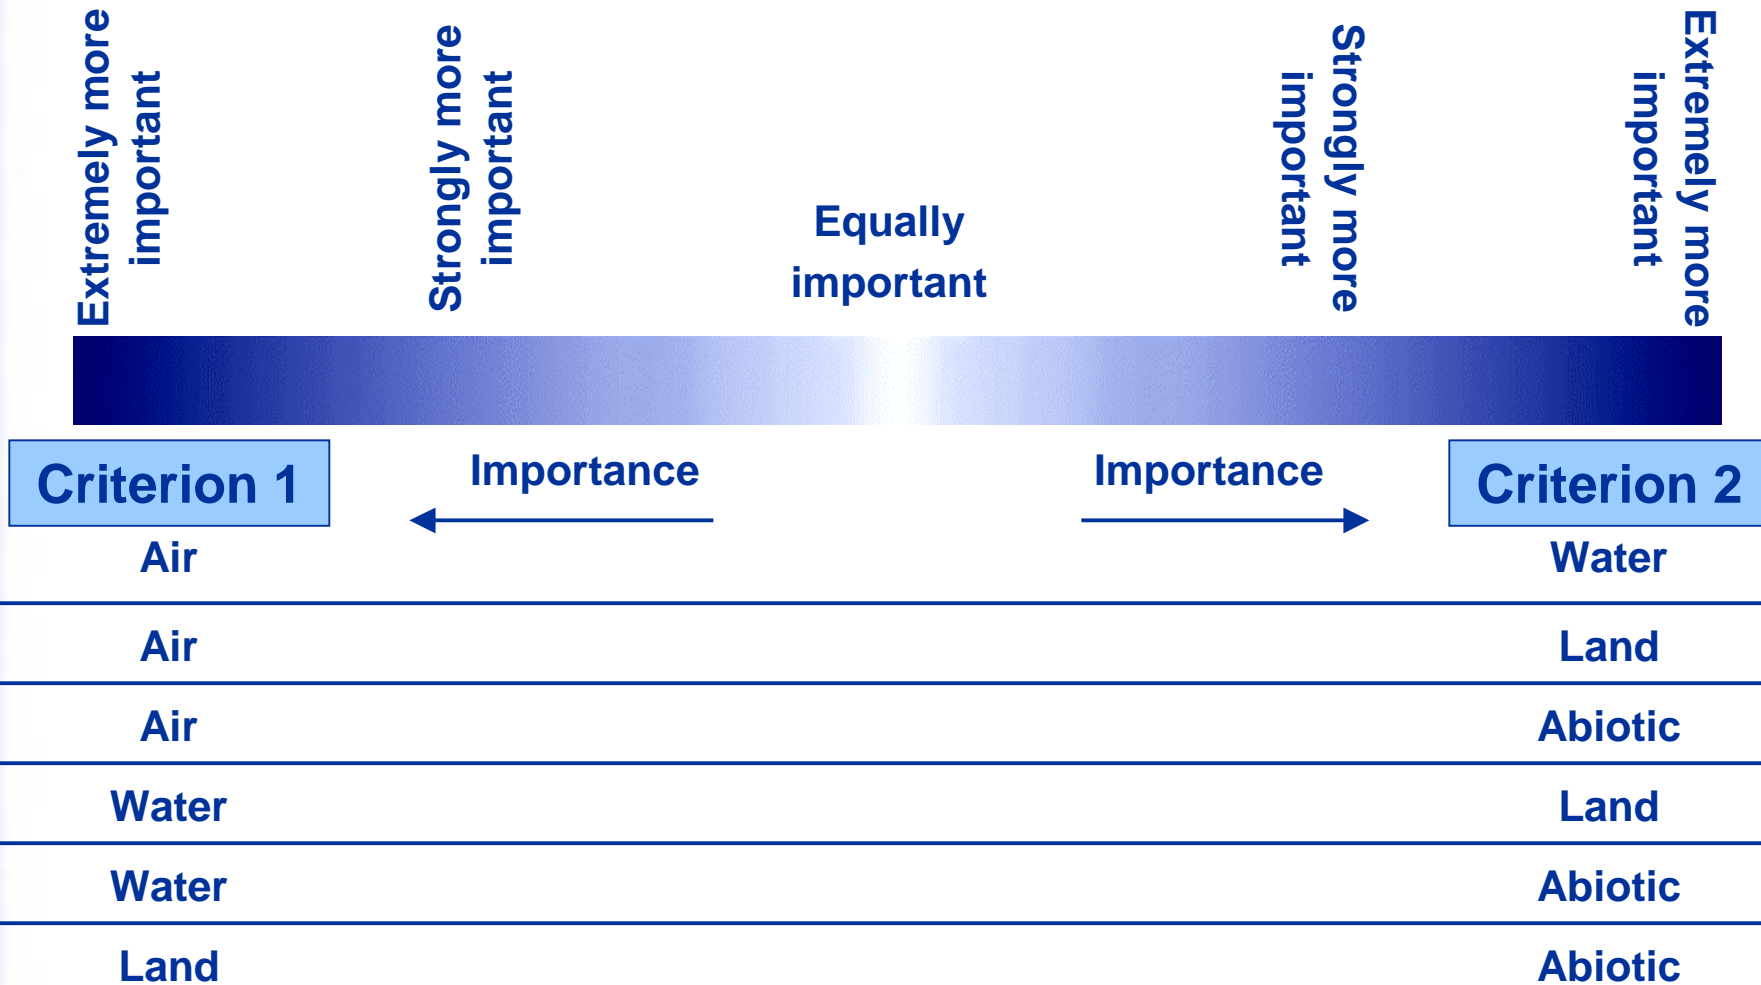 Extremely more
important
Strongly more
important
Equally
important
Strongly more
important
Extremely more
important
Criterion 1
Importance
Importance
Criterion 2
Air
Water
Air
Land
Air
Abiotic
Water
Land
Water
Abiotic
Land
Abiotic